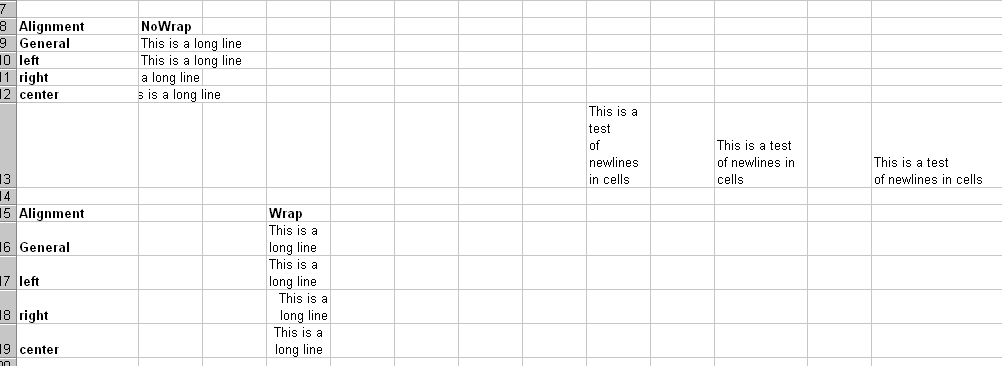 7
8 Alignment NoWrap
9 General This is a long line
10 left This is a long line
11 right a long line
12 center s is a long line
This is a
test
of
newlines
in cells
This is a test
of newlines in
cells
This is a test
of newlines in cells
13
14
15 Alignment Wrap
This is a
16 General long line
This is a
17 left long line
This is a
18 right long line
This is a
19 center long line